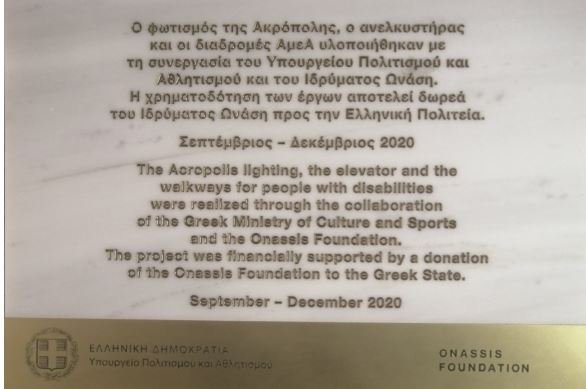 Ο φωτισμός της Ακρόπολης, ο ανελκυστήρας
και οι διαδρομές ΑμεΑ υλοποιήθηκαν με
τη συνεργασία του Υπουργείου Πολιτισμού και
Αθλητισμού και του Ιδρύματος Ωνάση.
Η χρηματοδότηση των έργων αποτελεί δωρεά
του Ιδρύματος Ωνάση προς την Ελληνική Πολιτεία.
Σεπτέμβριος – Δεκέμβριος 2020
The Acropolis lighting, the elevator and the
walkways for people with disabilities
were realized through the collaboration
of the Greek Ministry of Culture and Sports
and the Onassis Foundation.
The project was financially supported by a donation
of the Onassis Foundation to the Greek State.
September – December 2020
ΕΛΛΗΝΙΚΗ ΔΗΜΟΚΡΑΤΙΑ
Υπουργείο Πολιτισμού και Αθλητισμού
ONASSIS
FOUNDATION